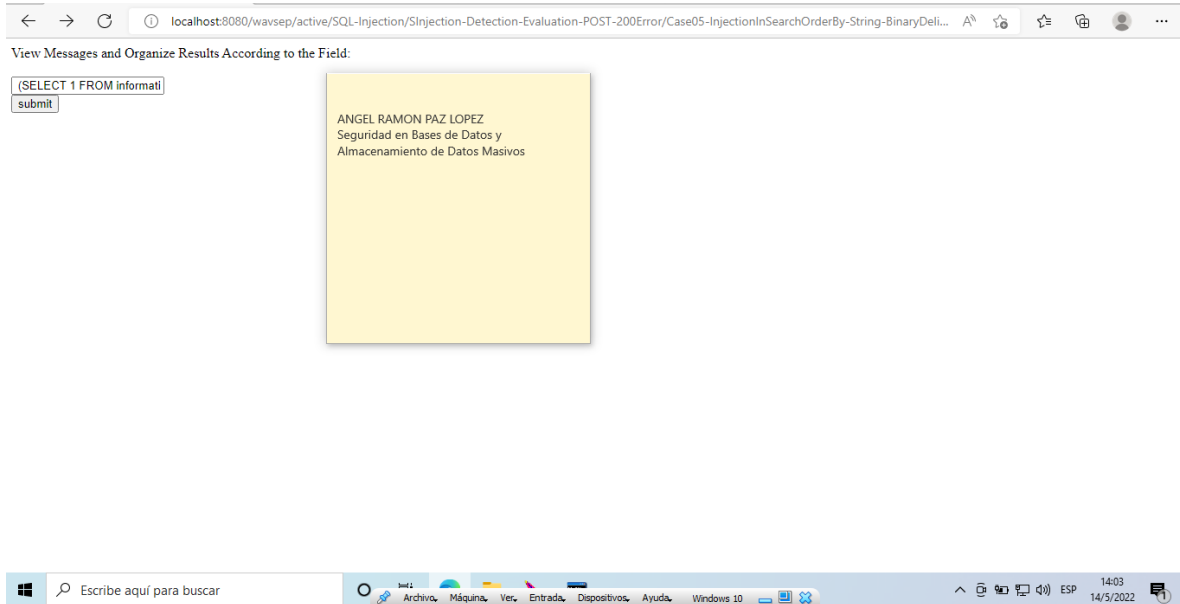 localhost:8080/wavsep/active/SQL-Injection/SInjection-Detection-Evaluation-POST-200Error/Case05-InjectionInSearchOrderBy-String-BinaryDeli...
View Messages and Organize Results According to the Field:
(SELECT 1 FROM informati
submit
ANGEL RAMON PAZ LOPEZ
Seguridad en Bases de Datos y
Almacenamiento de Datos Masivos
Escribe aquí para buscar
Archivo Máquina Ver Entrada Dispositivos Ayuda Windows 10
ESP
14:03
14/5/2022
1